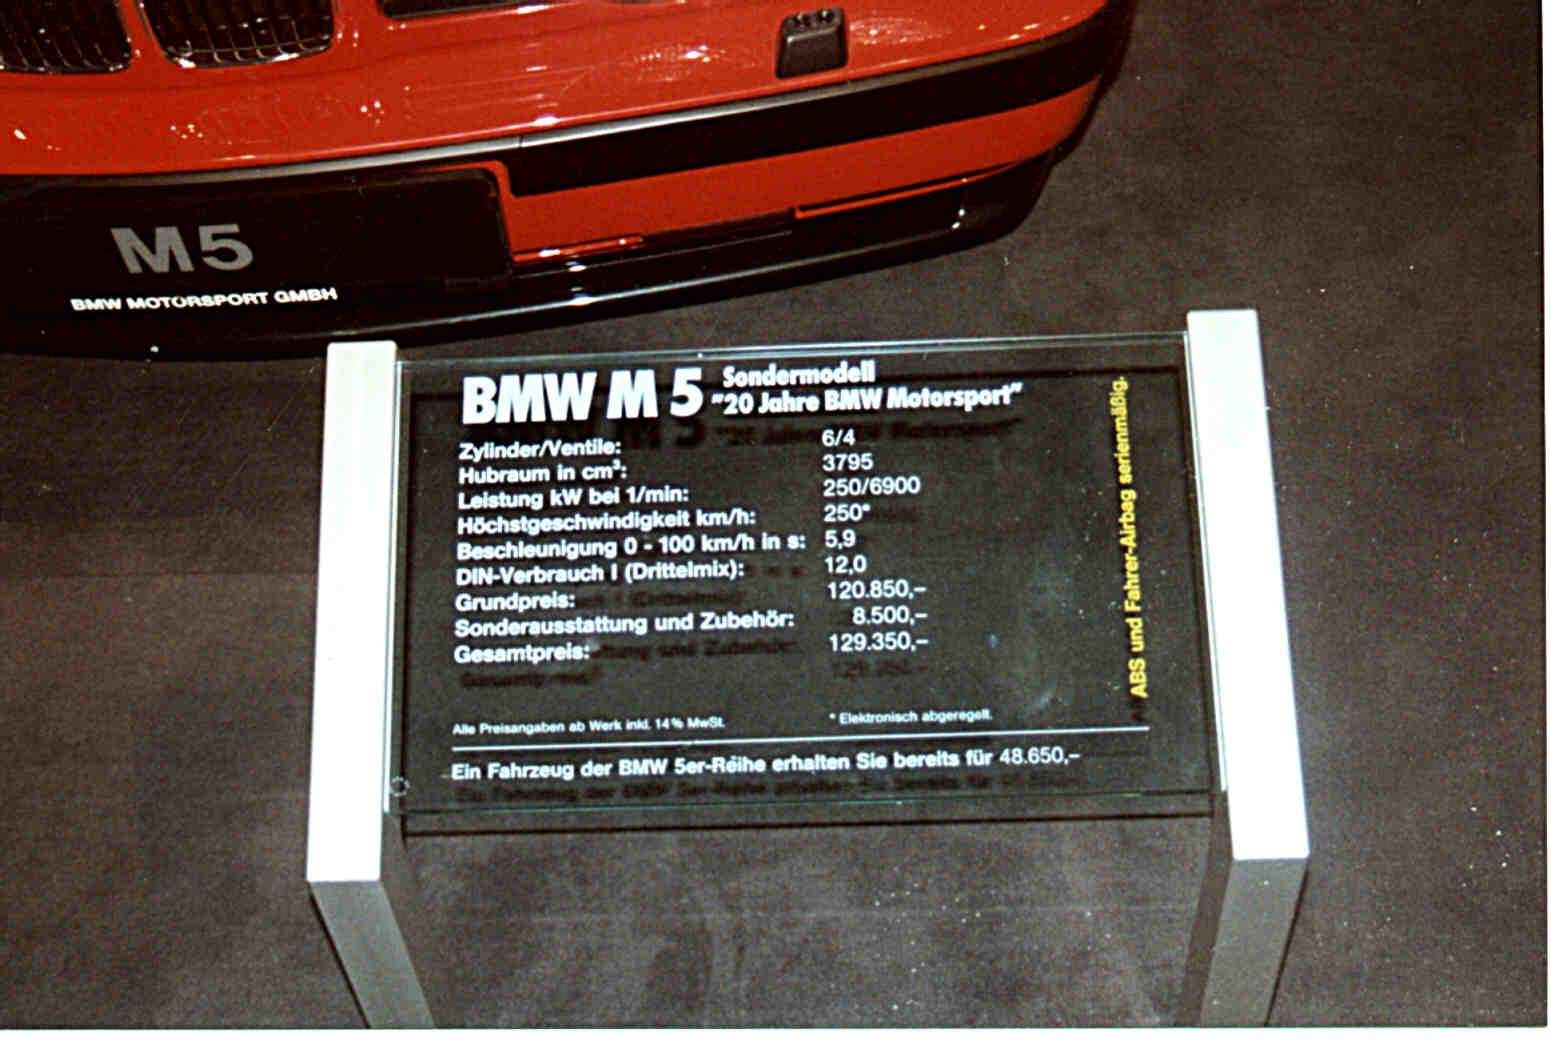 M5
BMW MOTORSPORT GMBH
BMW M 5 Sondermodell
"20 Jahre BMW Motorsport"
Zylinder/Ventile: 6/4
Hubraum in cm³: 3795
Leistung kW bei 1/min: 250/6900
Höchstgeschwindigkeit km/h: 250*
Beschleunigung 0 - 100 km/h in s: 5,9
DIN-Verbrauch l (Drittelmix): 12,0
Grundpreis: 120.850,–
Sonderausstattung und Zubehör: 8.500,–
Gesamtpreis: 129.350,–
Alle Preisangaben ab Werk inkl. 14% MwSt. * Elektronisch abgeregelt.
Ein Fahrzeug der BMW 5er-Reihe erhalten Sie bereits für 48.650,–
ABS und Fahrer-Airbag serienmäßig.